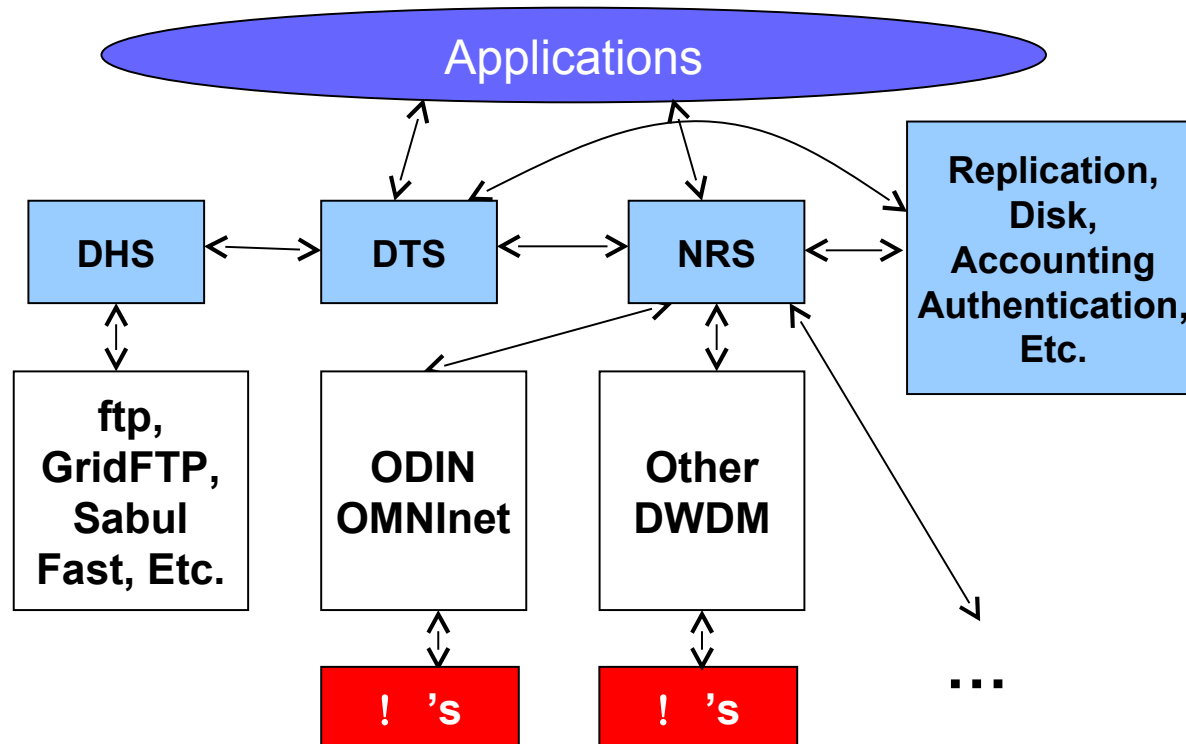 Applications
DHS
DTS
NRS
Replication,
Disk,
Accounting
Authentication,
Etc.
ftp,
GridFTP,
Sabul
Fast, Etc.
ODIN
OMNInet
Other
DWDM
! ’s
! ’s
...